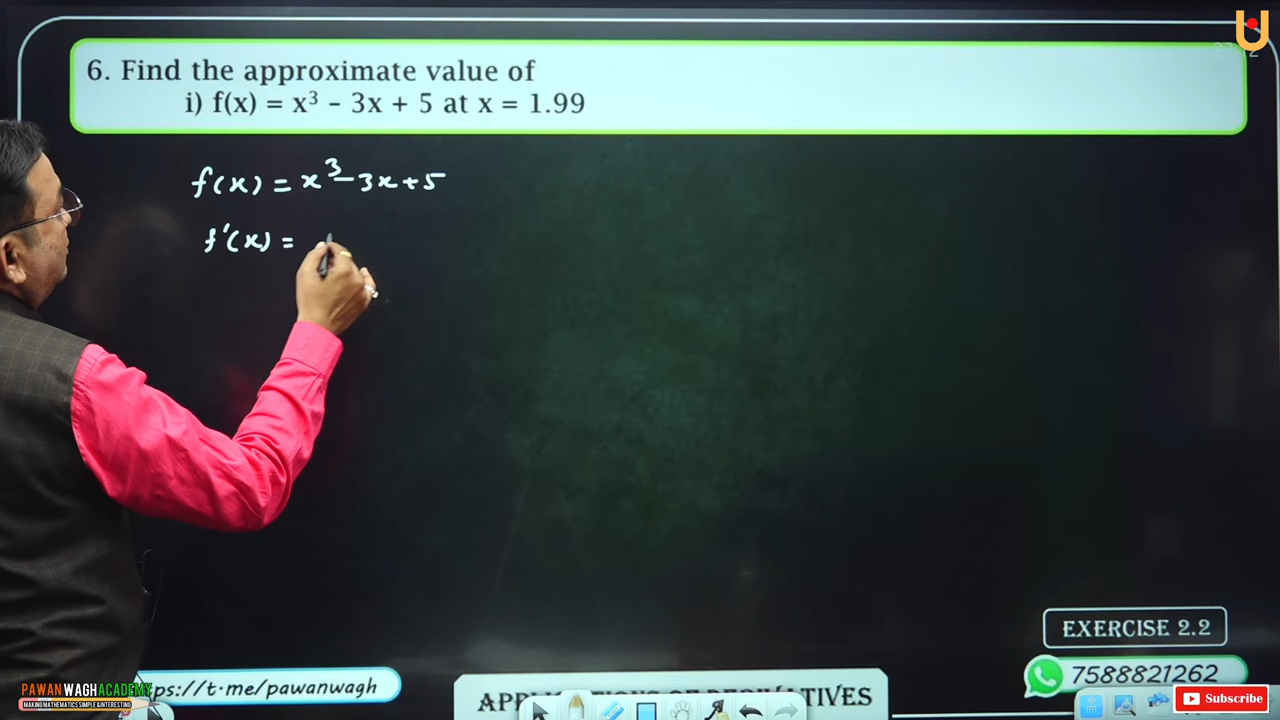 6. Find the approximate value of
i) f(x) = x³ – 3x + 5 at x = 1.99
f(x) = x³ – 3x + 5
f'(x) =
EXERCISE 2.2
7588821262
ps://t.me/pawanwagh
PAWAN WAGH ACADEMY
MAKING MATHEMATICS SIMPLE & INTERESTING
Subscribe